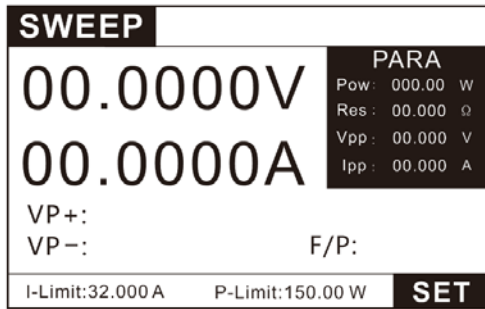 SWEEP
00.0000V
00.0000A
PARA
Pow: 000.00 W
Res: 00.000 Ω
Vpp: 00.000 V
Ipp: 00.000 A
VP+:
VP-: F/P:
I-Limit:32.000 A P-Limit:150.00 W SET